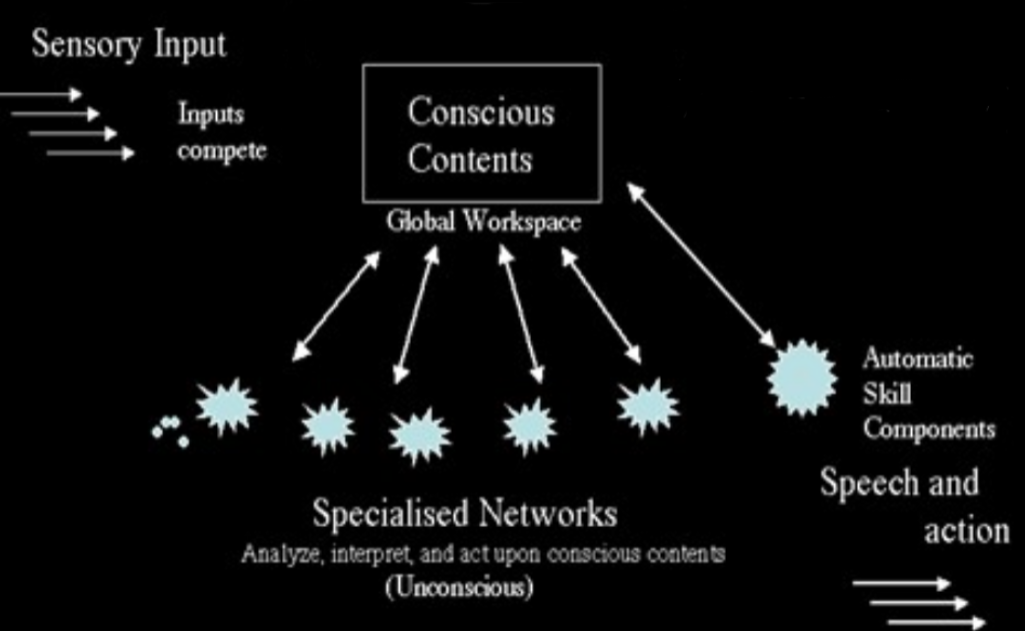 Sensory Input
Inputs
compete
Conscious
Contents
Global Workspace
Automatic
Skill
Components
Speech and
action
Specialised Networks
Analyze, interpret, and act upon conscious contents
(Unconscious)